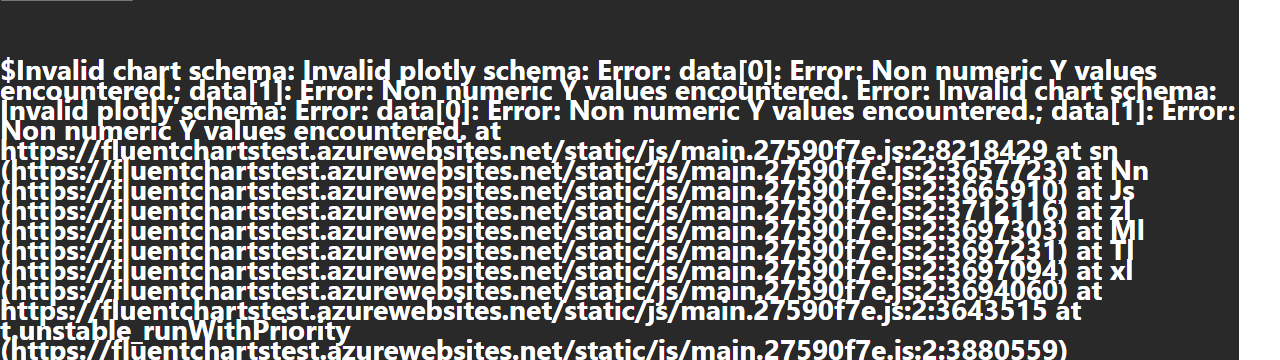 $Invalid chart schema: Invalid plotly schema: Error: data[0]: Error: Non numeric Y values
encountered.; data[1]: Error: Non numeric Y values encountered. Error: Invalid chart schema:
Invalid plotly schema: Error: data[0]: Error: Non numeric Y values encountered.; data[1]: Error:
Non numeric Y values encountered. at
https://fluentchartstest.azurewebsites.net/static/js/main.27590f7e.js:2:8218429 at sn
(https://fluentchartstest.azurewebsites.net/static/js/main.27590f7e.js:2:3657723) at Nn
(https://fluentchartstest.azurewebsites.net/static/js/main.27590f7e.js:2:3665910) at Js
(https://fluentchartstest.azurewebsites.net/static/js/main.27590f7e.js:2:3712116) at zl
(https://fluentchartstest.azurewebsites.net/static/js/main.27590f7e.js:2:3697303) at Ml
(https://fluentchartstest.azurewebsites.net/static/js/main.27590f7e.js:2:3697231) at Tl
(https://fluentchartstest.azurewebsites.net/static/js/main.27590f7e.js:2:3697094) at xl
(https://fluentchartstest.azurewebsites.net/static/js/main.27590f7e.js:2:3694060) at
https://fluentchartstest.azurewebsites.net/static/js/main.27590f7e.js:2:3643515 at
t.unstable_runWithPriority
(https://fluentchartstest.azurewebsites.net/static/js/main.27590f7e.js:2:3880559)